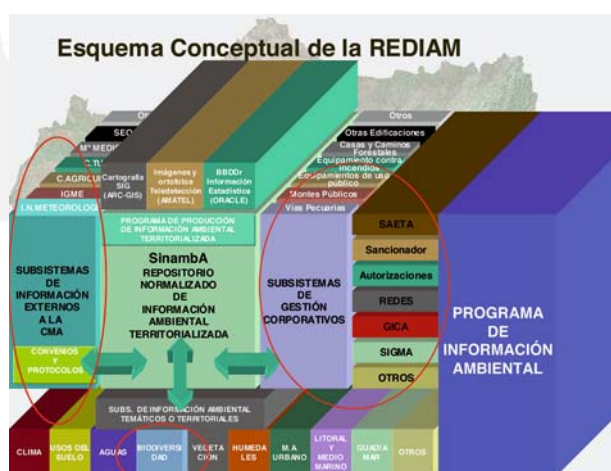 Esquema Conceptual de la REDIAM
Otros
Otras Edificaciones
Casas y Caminos
Forestales
Equipamiento contra
incendios
Equipamientos de
público
Montes Públicos
Vías Pecuarias
IGME
Cartografía
SIG
(ARC-GIS)
Imágenes y
ortofotos
Teledetección
(AMATEL)
BBDDr
Información
Estadística
(ORACLE)
PROGRAMA DE PRODUCCIÓN
DE INFORMACIÓN AMBIENTAL
TERRITORIALIZADA
SUBSISTEMAS
DE
INFORMACIÓN
EXTERNOS
A LA
CMA
CONVENIOS
Y
PROTOCOLOS
SinambA
REPOSITORIO
NORMALIZADO
DE
INFORMACIÓN
AMBIENTAL
TERRITORIALIZADA
SUBSISTEMAS
DE
GESTIÓN
CORPORATIVOS
SAETA
Sancionador
Autorizaciones
REDES
GICA
SIGMA
OTROS
PROGRAMA
DE
INFORMACIÓN
AMBIENTAL
SUBS. DE INFORMACIÓN AMBIENTAL
TEMÁTICOS O TERRITORIALES
CLIMA
USOS DEL
SUELO
AGUAS
BIODIVERSI
DAD
VEGETA
CIÓN
HUMEDA
LES
M.A.
URBANO
LITORAL
Y
MEDIO
MARINO
GUADIA
MAR
OTROS